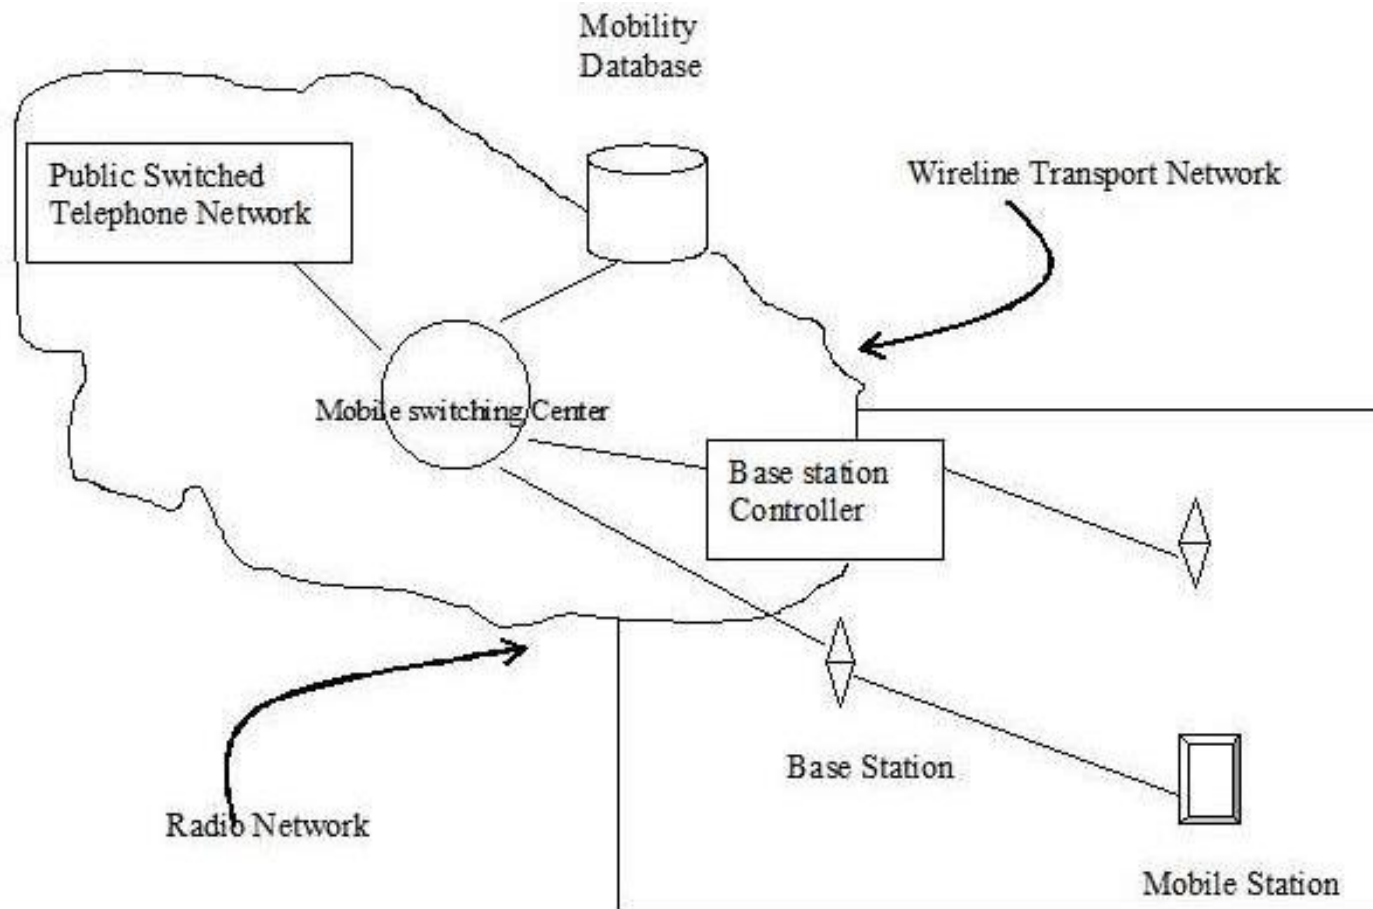 Mobility
Database
Public Switched
Telephone Network
Wireline Transport Network
Mobile switching Center
Base station
Controller
Base Station
Radio Network
Mobile Station